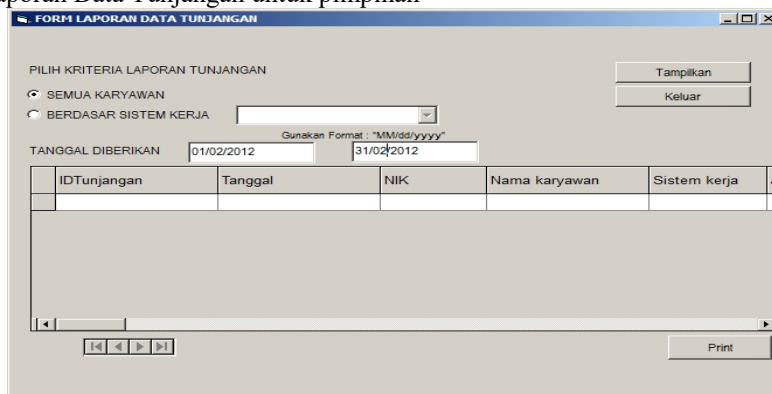 aporan Data Tunjangan untuk pimpinan
FORM LAPORAN DATA TUNJANGAN
PILIH KRITERIA LAPORAN TUNJANGAN
Tampilkan
SEMUA KARYAWAN
Keluar
BERDASAR SISTEM KERJA
Gunakan Format : "MM/dd/yyyy"
TANGGAL DIBERIKAN 01/02/2012 31/02/2012
IDTunjangan Tanggal NIK Nama karyawan Sistem kerja
Print